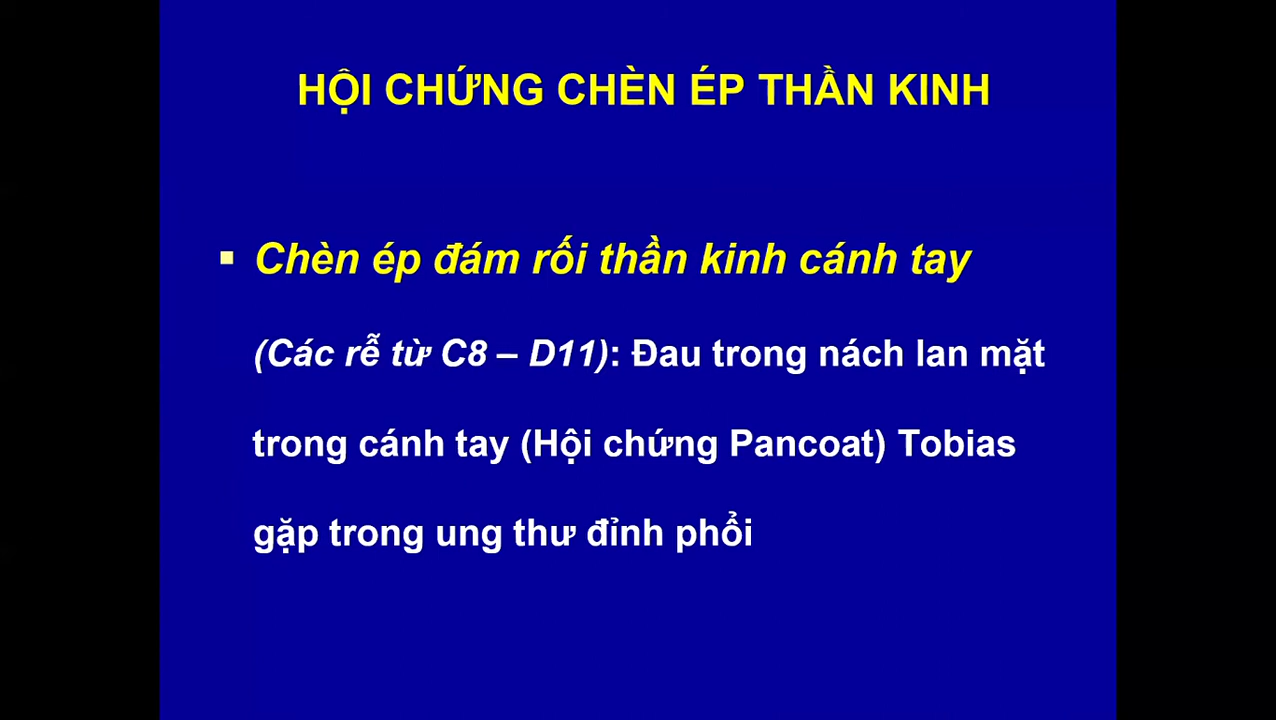 HỘI CHỨNG CHÈN ÉP THẦN KINH
▪ Chèn ép đám rối thần kinh cánh tay
(Các rễ từ C8 – D11): Đau trong nách lan mặt
trong cánh tay (Hội chứng Pancoat) Tobias
gặp trong ung thư đỉnh phổi